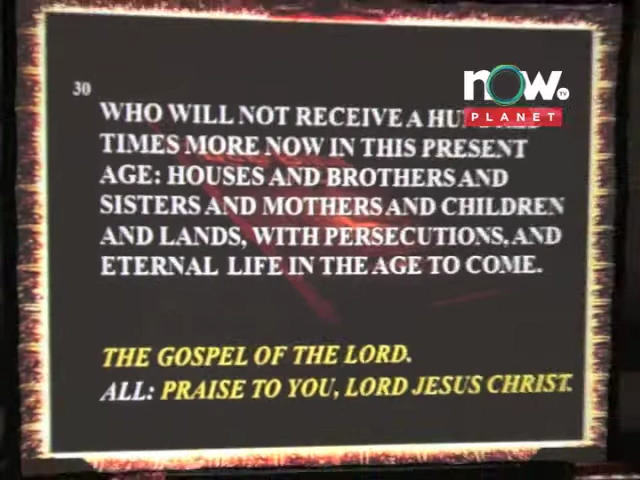 now.
TV
PLANET
30
WHO WILL NOT RECEIVE A
TIMES MORE NOW IN THIS PRESENT
AGE: HOUSES AND BROTHERS AND
SISTERS AND MOTHERS AND CHILDREN
AND LANDS, WITH PERSECUTIONS, AND
ETERNAL LIFE IN THE AGE TO COME.
THE GOSPEL OF THE LORD.
ALL: PRAISE TO YOU, LORD JESUS CHRIST.